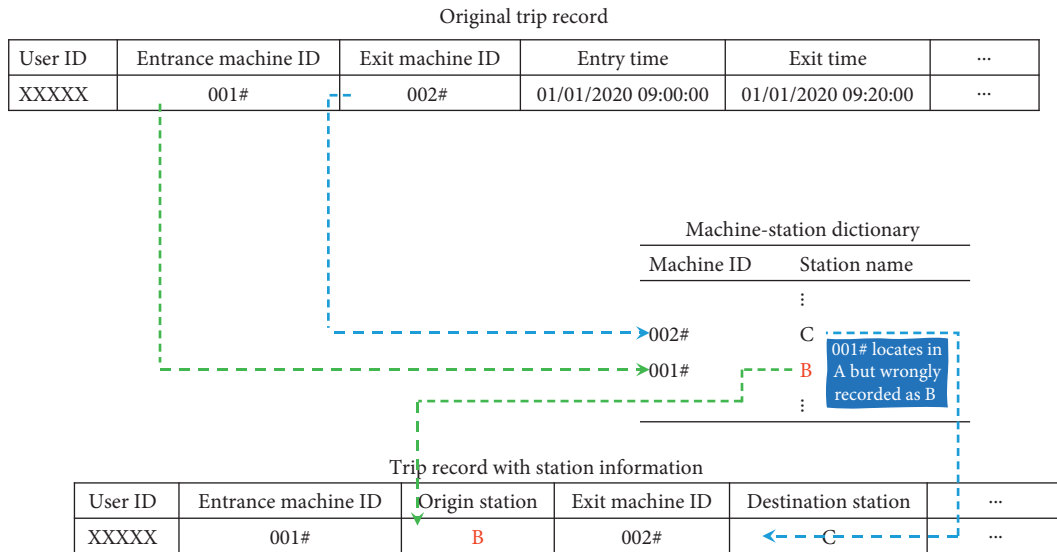 Original trip record
User ID Entrance machine ID Exit machine ID Entry time Exit time ...
XXXXX 001# 002# 01/01/2020 09:00:00 01/01/2020 09:20:00 ...
Machine-station dictionary
Machine ID Station name
⋮
002# C
001# B
⋮
001# locates in
A but wrongly
recorded as B
Trip record with station information
User ID Entrance machine ID Origin station Exit machine ID Destination station ...
XXXXX 001# B 002# C ...